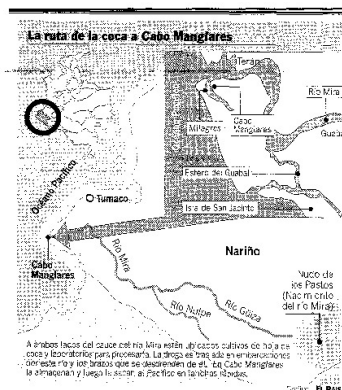 La ruta de la coca a Cabo Manglares
Terán
Río Mira
Milagros
Cabo
Manglares
Estero del Guabal
Isla de San Jacinto
Océano Pacífico
Tumaco
Cabo
Manglares
Río Mira
Nariño
Río Nulpe
Río Güiza
Nudo de
los Pastos
(Nacimiento
del río Mira)
A ambos lados del cauce del río Mira están ubicados cultivos de hoja de
coca y laboratorios para procesarla. La droga es trasladada en embarcaciones
por este río y los brazos que se desprenden de él. En Cabo Manglares
la almacenan y luego la sacan al Pacífico en lanchas rápidas.
EL PAIS